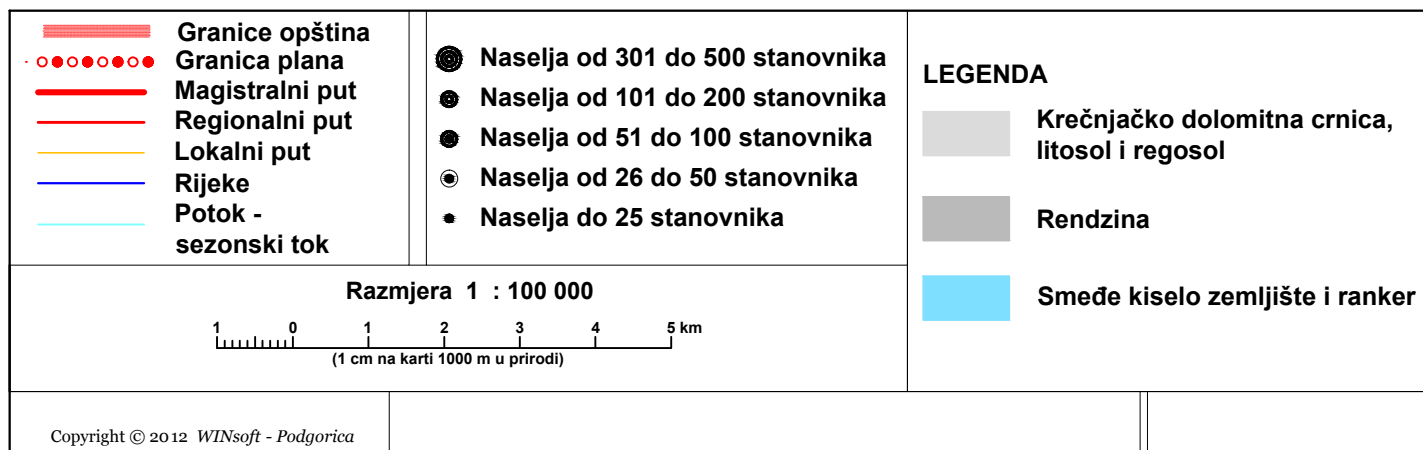 Granice opština
Granica plana
Magistralni put
Regionalni put
Lokalni put
Rijeke
Potok -
sezonski tok
Naselja od 301 do 500 stanovnika
Naselja od 101 do 200 stanovnika
Naselja od 51 do 100 stanovnika
Naselja od 26 do 50 stanovnika
Naselja do 25 stanovnika
LEGENDA
Krečnjačko dolomitna crnica,
litosol i regosol
Rendzina
Smeđe kiselo zemljište i ranker
Razmjera 1 : 100 000
1 0 1 2 3 4 5 km
(1 cm na karti 1000 m u prirodi)
Copyright © 2012 WINsoft - Podgorica